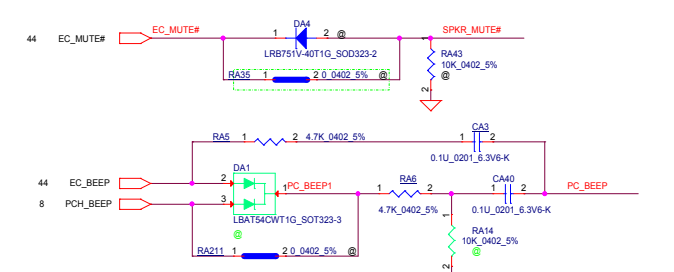 DA4
44 EC_MUTE# EC_MUTE# 1 2 @ SPKR_MUTE#
LRB751V-40T1G_SOD323-2
RA35 1 2 0_0402_5% @
1 RA43
10K_0402_5%
@
2
RA5 1 2 4.7K_0402_5% 1 CA3 2
0.1U_0201_6.3V6-K
DA1
44 EC_BEEP 2 1 PC_BEEP1 1 RA6 2 1 CA40 2 PC_BEEP
8 PCH_BEEP 3 4.7K_0402_5% 0.1U_0201_6.3V6-K
LBAT54CWT1G_SOT323-3
@
1 RA14
10K_0402_5%
@
2
RA211 1 2 0_0402_5% @